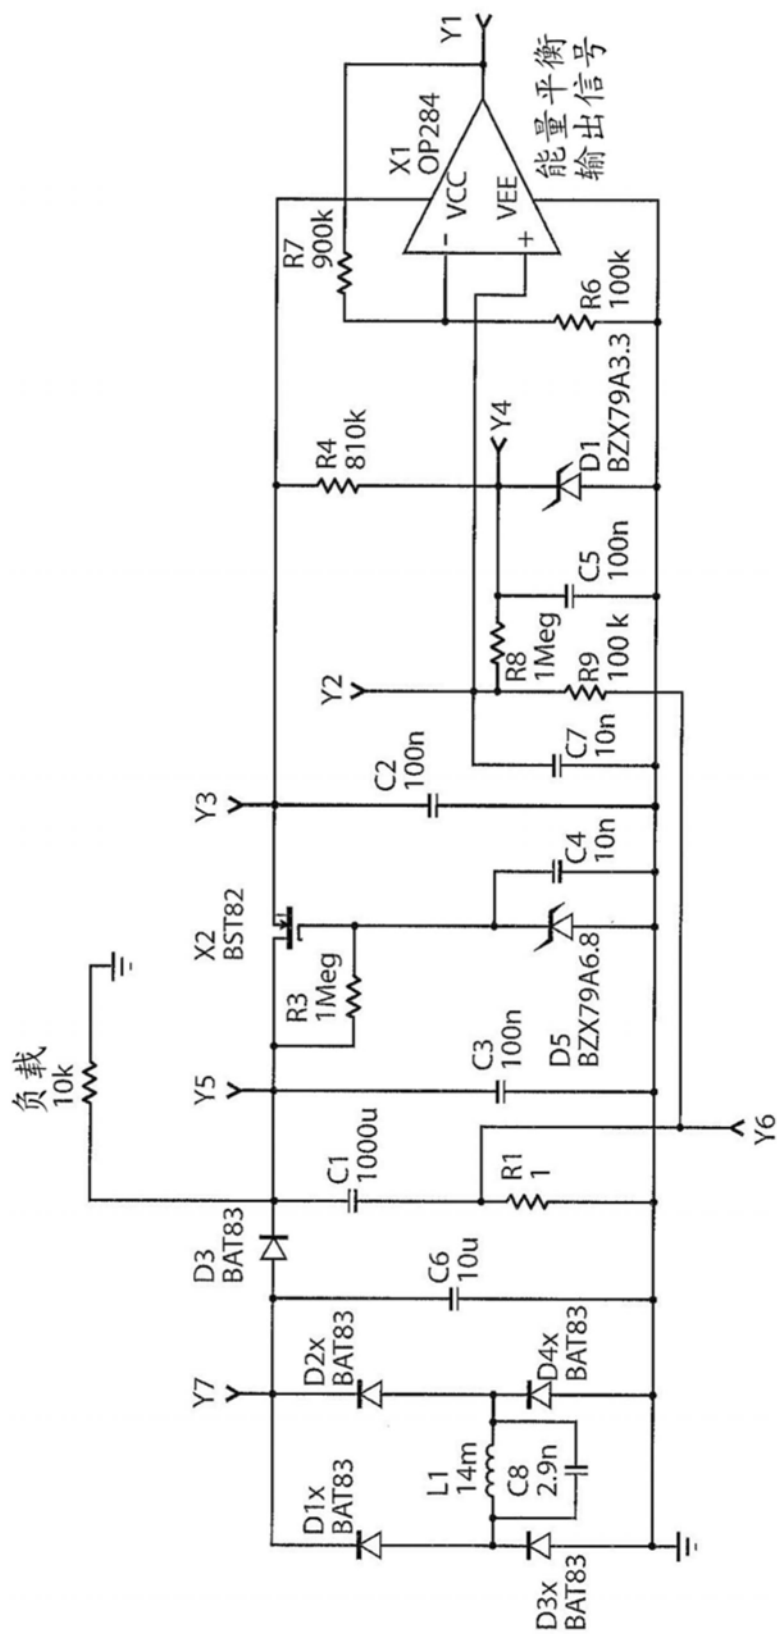 负载
10k
D3
BAT83
Y7
D1x
BAT83
D2x
BAT83
L1
14m
C8
2.9n
D3x
BAT83
D4x
BAT83
C6
10u
C1
1000u
R1
1
Y5
C3
100n
Y6
R3
1Meg
X2
BST82
D5
BZX79A6.8
C4
10n
Y3
C2
100n
C7
10n
Y2
R8
1Meg
R9
100 k
C5
100n
R4
810k
Y4
D1
BZX79A3.3
R7
900k
R6
100k
X1
OP284
VCC
VEE
-
+
Y1
能量平衡
输出信号